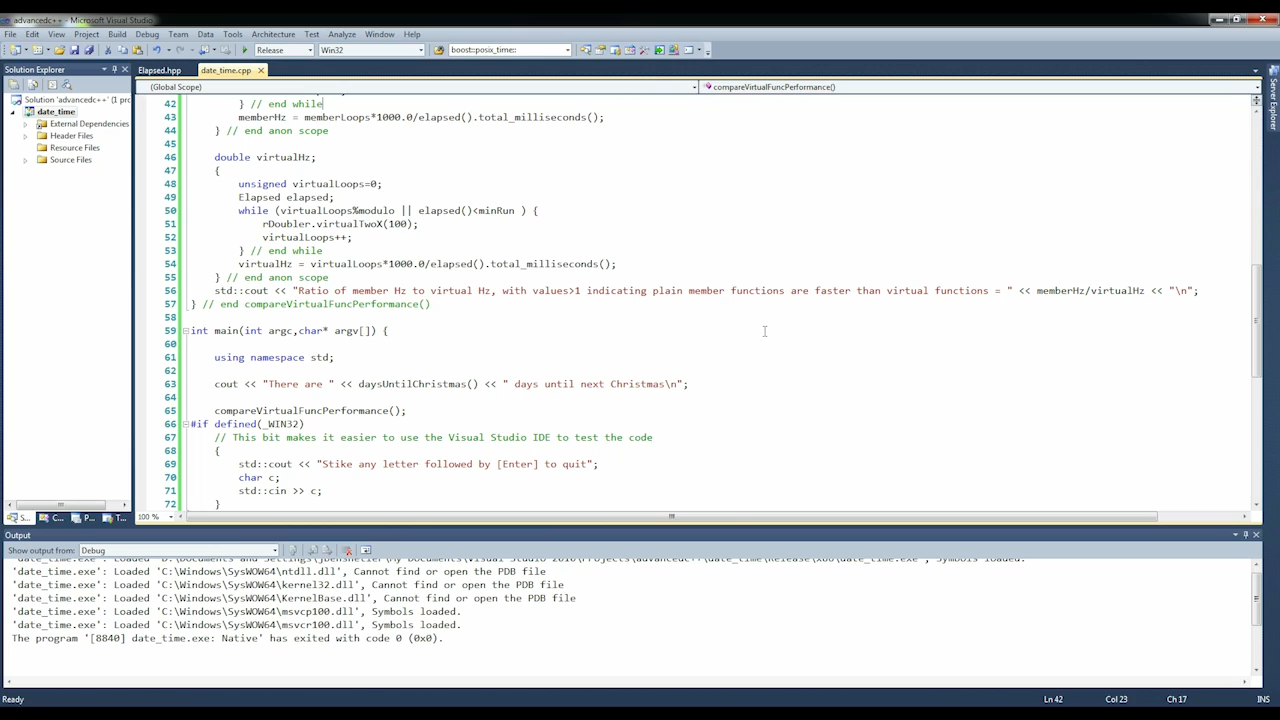 advancedc++ - Microsoft Visual Studio
File Edit View Project Build Debug Team Data Tools Architecture Test Analyze Window Help
Release Win32 boost::posix_time::
Solution Explorer
Elapsed.hpp date_time.cpp
(Global Scope) compareVirtualFuncPerformance()
Server Explorer
Solution 'advancedc++' (1 proj
date_time
External Dependencies
Header Files
Resource Files
Source Files
42 } // end while
43 memberHz = memberLoops*1000.0/elapsed().total_milliseconds();
44 } // end anon scope
45
46 double virtualHz;
47 {
48 unsigned virtualLoops=0;
49 Elapsed elapsed;
50 while (virtualLoops%modulo || elapsed()<minRun ) {
51 rDoubler.virtualTwoX(100);
52 virtualLoops++;
53 } // end while
54 virtualHz = virtualLoops*1000.0/elapsed().total_milliseconds();
55 } // end anon scope
56 std::cout << "Ratio of member Hz to virtual Hz, with values>1 indicating plain member functions are faster than virtual functions = " << memberHz/virtualHz << "\n";
57 } // end compareVirtualFuncPerformance()
58
59 int main(int argc,char* argv[]) {
60
61 using namespace std;
62
63 cout << "There are " << daysUntilChristmas() << " days until next Christmas\n";
64
65 compareVirtualFuncPerformance();
66 #if defined(_WIN32)
67 // This bit makes it easier to use the Visual Studio IDE to test the code
68 {
69 std::cout << "Stike any letter followed by [Enter] to quit";
70 char c;
71 std::cin >> c;
72 }
S... C... P... T...
100 %
Output
Show output from: Debug
'date_time.exe': Loaded 'C:\Windows\SysWOW64\ntdll.dll', Cannot find or open the PDB file
'date_time.exe': Loaded 'C:\Windows\SysWOW64\kernel32.dll', Cannot find or open the PDB file
'date_time.exe': Loaded 'C:\Windows\SysWOW64\KernelBase.dll', Cannot find or open the PDB file
'date_time.exe': Loaded 'C:\Windows\SysWOW64\msvcp100.dll', Symbols loaded.
'date_time.exe': Loaded 'C:\Windows\SysWOW64\msvcr100.dll', Symbols loaded.
The program '[8840] date_time.exe: Native' has exited with code 0 (0x0).
Ready Ln 42 Col 23 Ch 17 INS